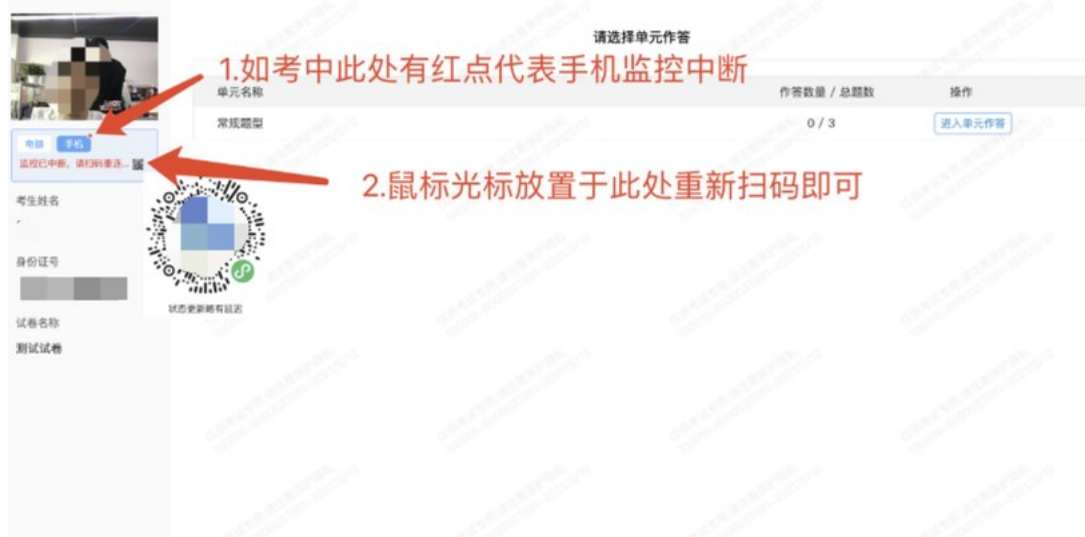 请选择单元作答
1.如考中此处有红点代表手机监控中断
单元名称 作答数量 / 总题数 操作
常规题型 0 / 3 进入单元作答
电脑 手机
监控已中断，请扫码重连...
2.鼠标光标放置于此处重新扫码即可
考生姓名
身份证号
状态更新略有延迟
试卷名称
测试试卷